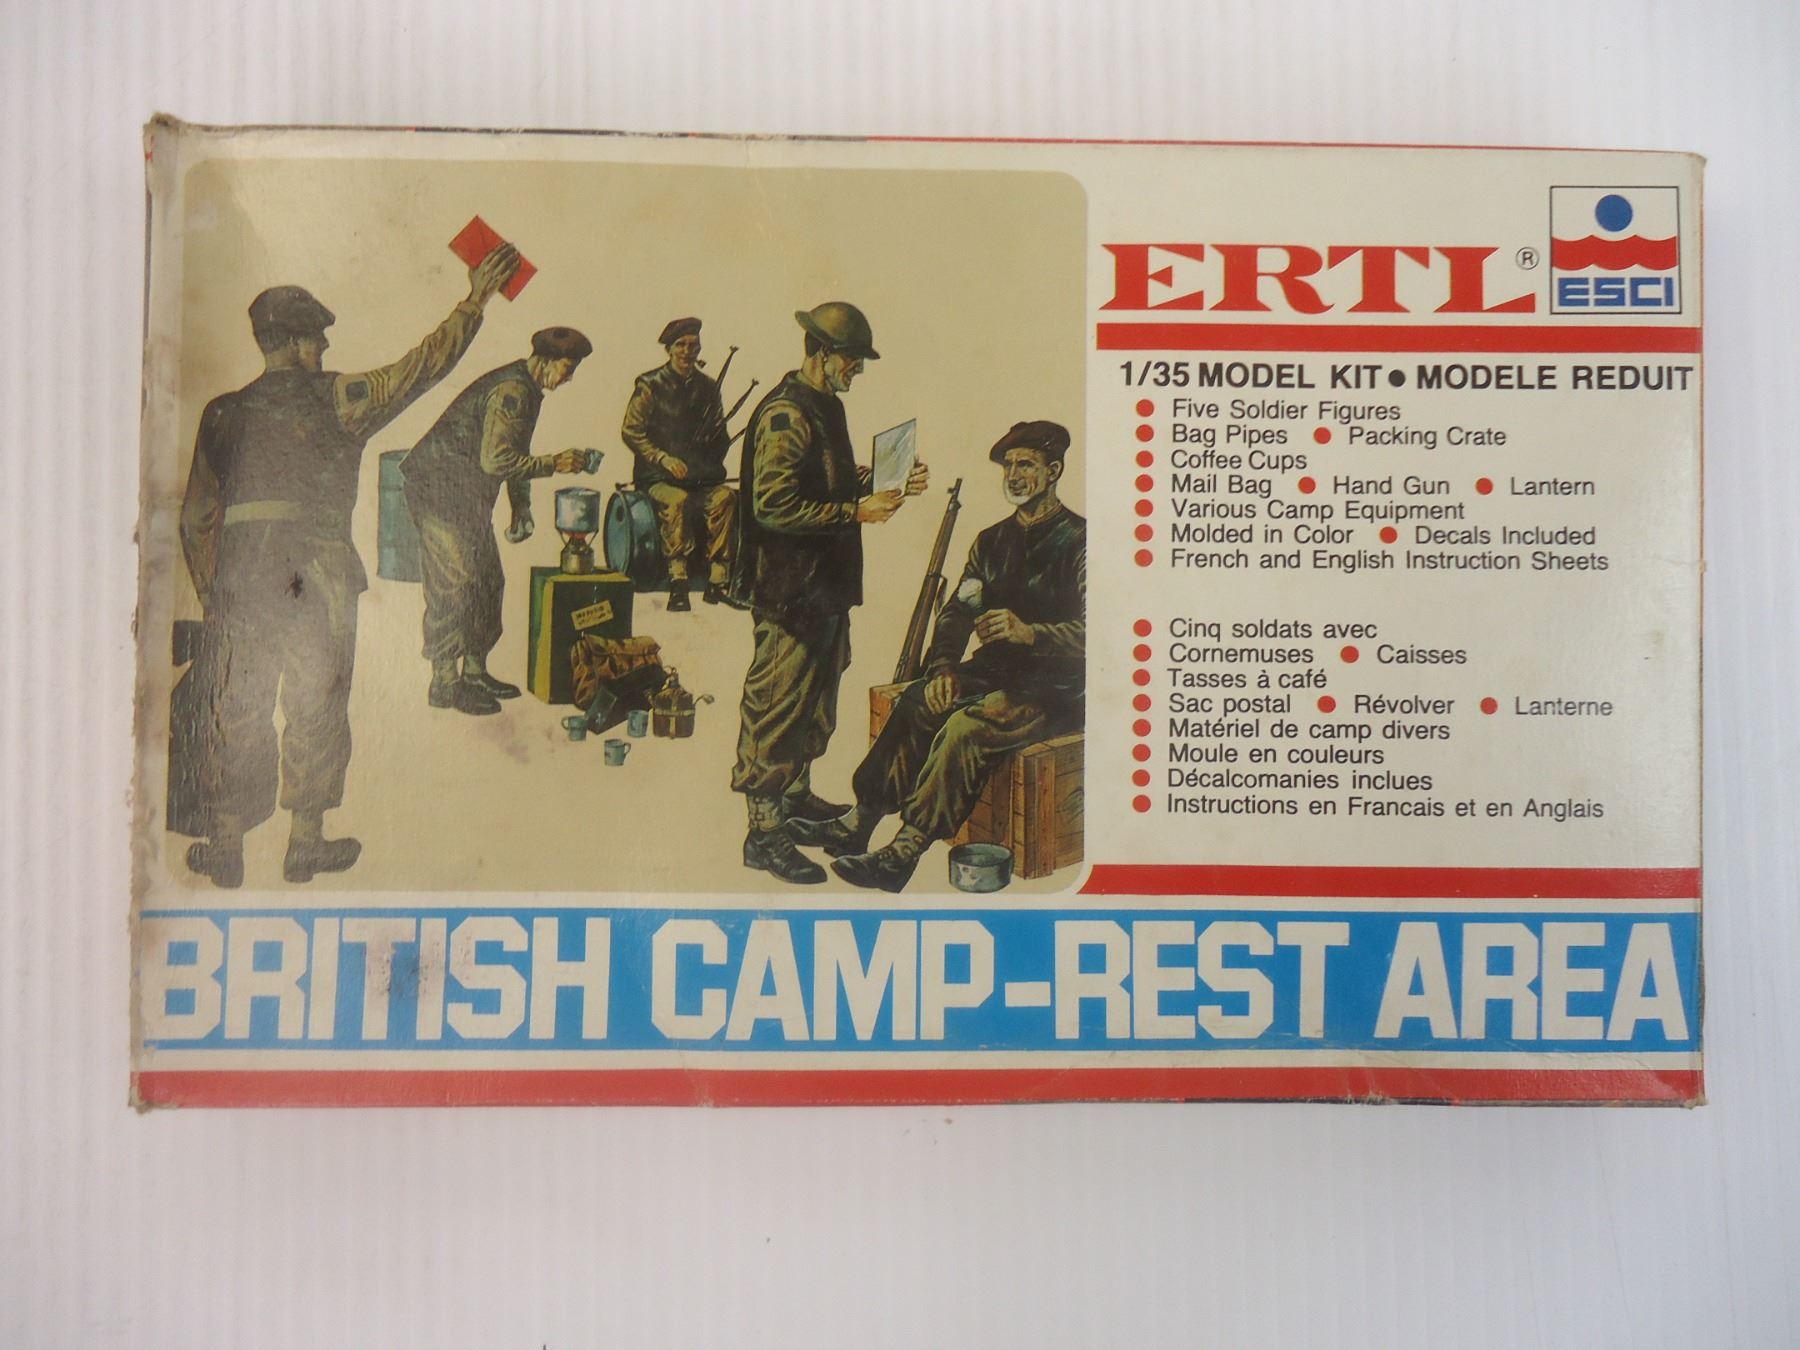 ERTL®
ESCI
1/35 MODEL KIT ● MODELE REDUIT
● Five Soldier Figures
● Bag Pipes ● Packing Crate
● Coffee Cups
● Mail Bag ● Hand Gun ● Lantern
● Various Camp Equipment
● Molded in Color ● Decals Included
● French and English Instruction Sheets
● Cinq soldats avec
● Cornemuses ● Caisses
● Tasses à café
● Sac postal ● Révolver ● Lanterne
● Matériel de camp divers
● Moule en couleurs
● Décalcomanies inclues
● Instructions en Francais et en Anglais
BRITISH CAMP-REST AREA